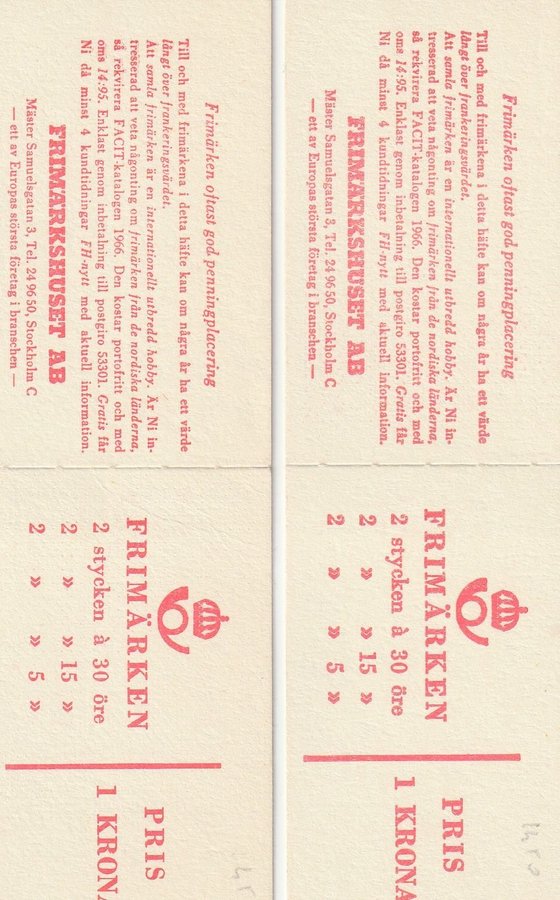 Frimärken oftast god penningplacering
Till och med frimärkena i detta häfte kan om några år ha ett värde
långt över frankeringsvärdet.
Att samla frimärken är en internationellt utbredd hobby. Är Ni in-
tresserad att veta någonting om frimärken från de nordiska länderna,
så rekvirera FACIT-katalogen 1966. Den kostar portofritt och med
oms 14:95. Enklast genom inbetalning till postgiro 53301. Gratis får
Ni då minst 4 kundtidningar FH-nytt med aktuell information.
FRIMÄRKSHUSET AB
Mäster Samuelsgatan 3, Tel. 24 96 50, Stockholm C
— ett av Europas största företag i branschen —
FRIMÄRKEN
2 stycken à 30 öre
2 » » 15 »
2 » » 5 »
PRIS
1 KRONA
Frimärken oftast god penningplacering
Till och med frimärkena i detta häfte kan om några år ha ett värde
långt över frankeringsvärdet.
Att samla frimärken är en internationellt utbredd hobby. Är Ni in-
tresserad att veta någonting om frimärken från de nordiska länderna,
så rekvirera FACIT-katalogen 1966. Den kostar portofritt och med
oms 14:95. Enklast genom inbetalning till postgiro 53301. Gratis får
Ni då minst 4 kundtidningar FH-nytt med aktuell information.
FRIMÄRKSHUSET AB
Mäster Samuelsgatan 3, Tel. 24 96 50, Stockholm C
— ett av Europas största företag i branschen —
FRIMÄRKEN
2 stycken à 30 öre
2 » » 15 »
2 » » 5 »
PRIS
1 KRONA